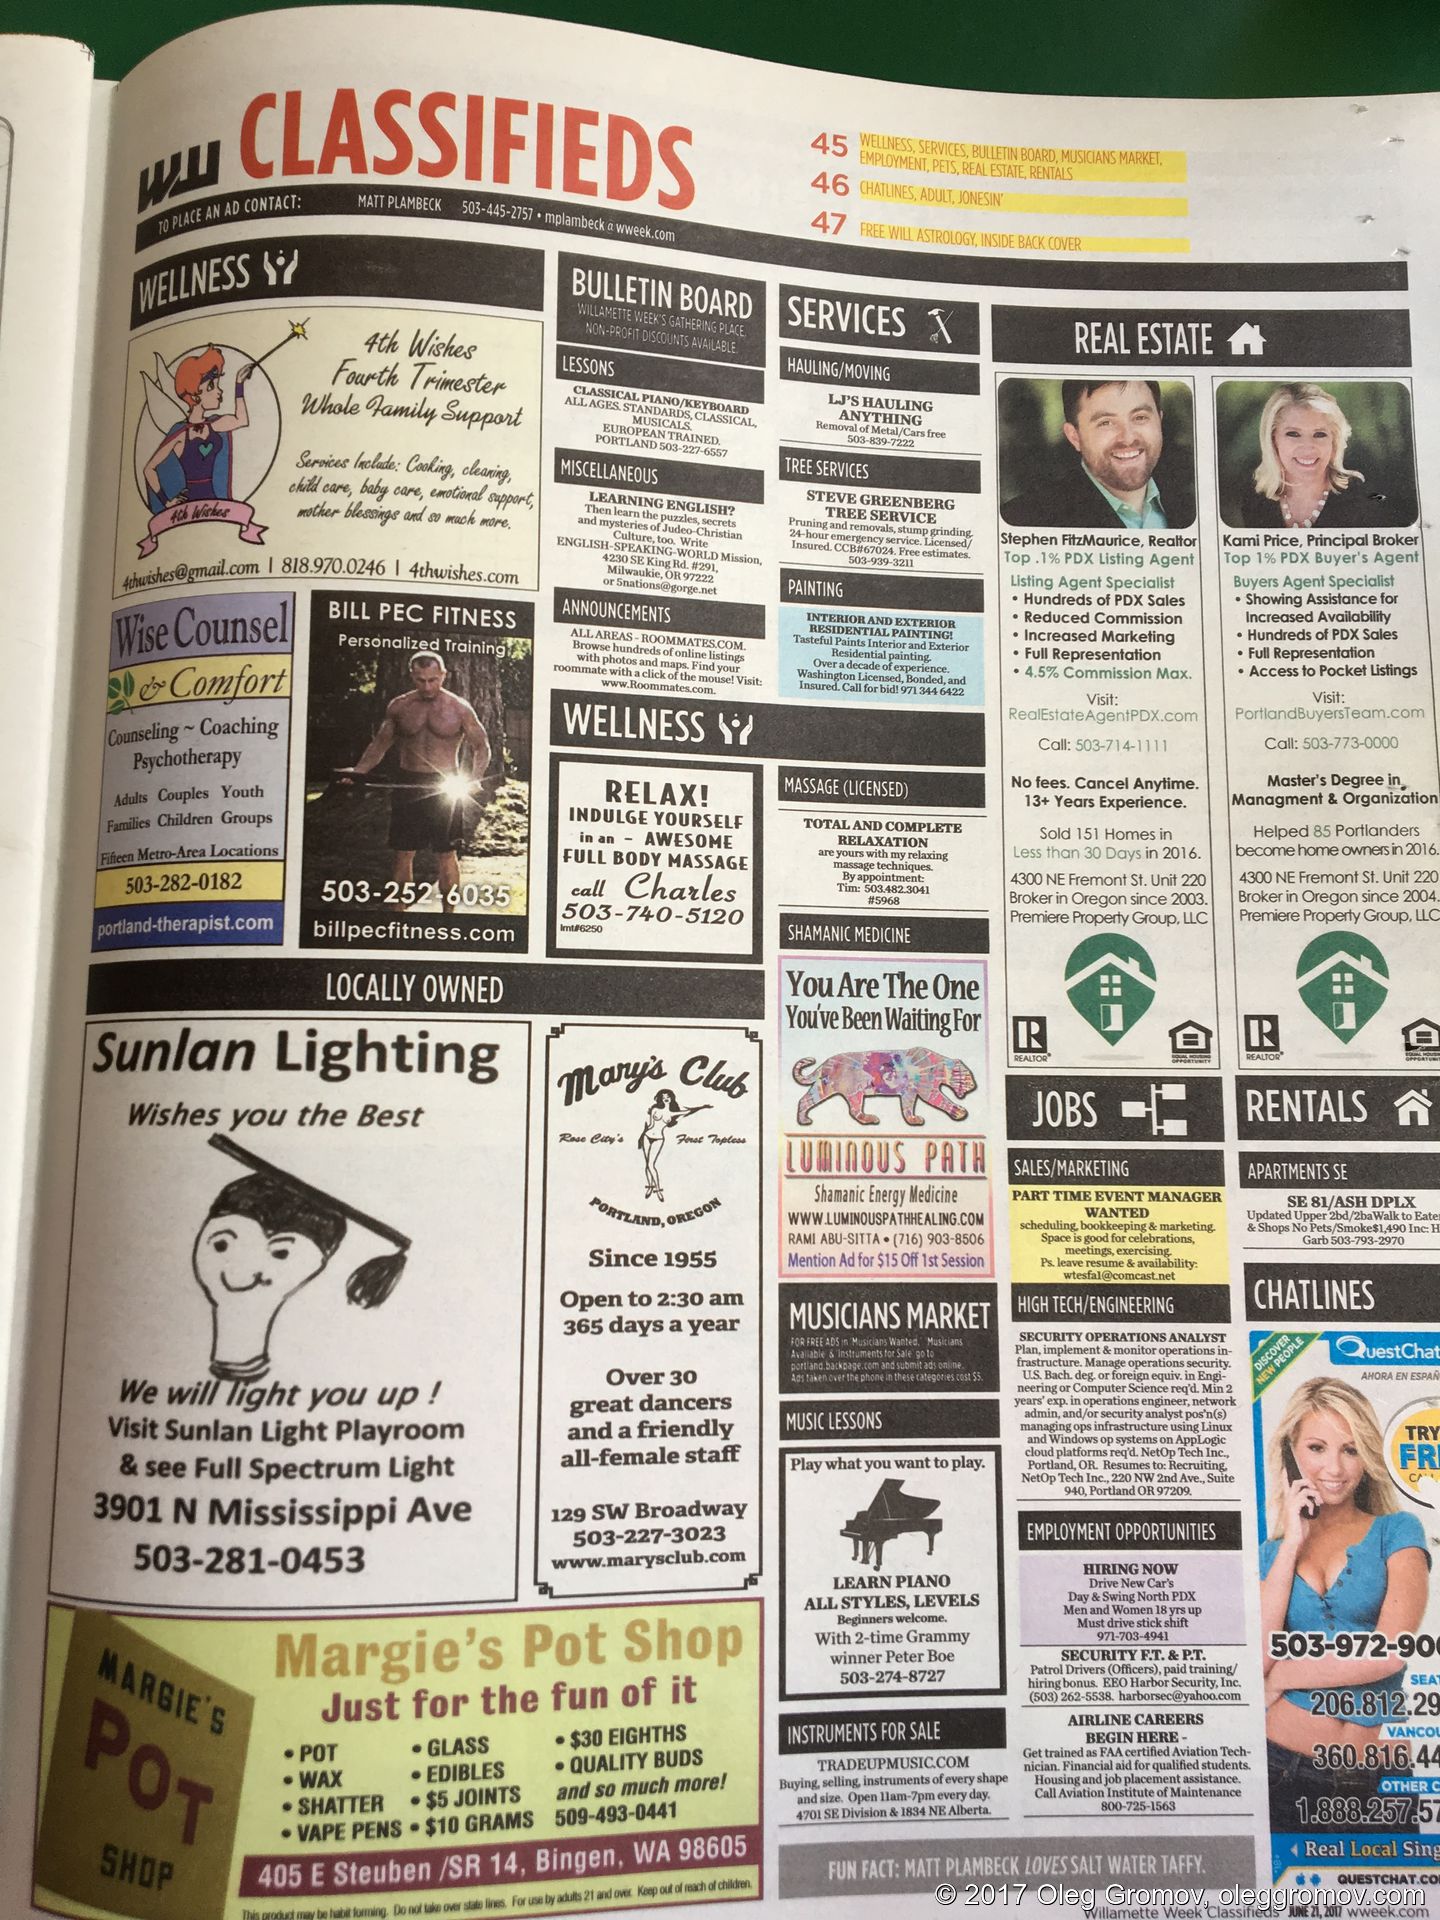 WW CLASSIFIEDS
TO PLACE AN AD CONTACT: MATT PLAMBECK 503-445-2757 • mplambeck@wweek.com
45 WELLNESS, SERVICES, BULLETIN BOARD, MUSICIANS MARKET,
EMPLOYMENT, PETS, REAL ESTATE, RENTALS
46 CHATLINES, ADULT, JONESIN'
47 FREE WILL ASTROLOGY, INSIDE BACK COVER
WELLNESS
4th Wishes
Fourth Trimester
Whole Family Support
Services Include: Cooking, cleaning,
child care, baby care, emotional support,
mother blessings and so much more.
4th Wishes
4thwishes@gmail.com | 818.970.0246 | 4thwishes.com
Wise Counsel
& Comfort
Counseling ~ Coaching
Psychotherapy
Adults Couples Youth
Families Children Groups
Fifteen Metro-Area Locations
503-282-0182
portland-therapist.com
BILL PEC FITNESS
Personalized Training
503-252-6035
billpecfitness.com
BULLETIN BOARD
WILLAMETTE WEEK'S GATHERING PLACE.
NON-PROFIT DISCOUNTS AVAILABLE.
LESSONS
CLASSICAL PIANO/KEYBOARD
ALL AGES. STANDARDS, CLASSICAL,
MUSICALS.
EUROPEAN TRAINED.
PORTLAND 503-227-6557
MISCELLANEOUS
LEARNING ENGLISH?
Then learn the puzzles, secrets
and mysteries of Judeo-Christian
Culture, too. Write
ENGLISH-SPEAKING-WORLD Mission,
4230 SE King Rd. #291,
Milwaukie, OR 97222
or 5nations@gorge.net
ANNOUNCEMENTS
ALL AREAS - ROOMMATES.COM.
Browse hundreds of online listings
with photos and maps. Find your
roommate with a click of the mouse! Visit:
www.Roommates.com.
SERVICES
HAULING/MOVING
LJ'S HAULING
ANYTHING
Removal of Metal/Cars free
503-839-7222
TREE SERVICES
STEVE GREENBERG
TREE SERVICE
Pruning and removals, stump grinding,
24-hour emergency service. Licensed/
Insured. CCB#67024. Free estimates.
503-939-3211
PAINTING
INTERIOR AND EXTERIOR
RESIDENTIAL PAINTING!
Tasteful Paints Interior and Exterior
Residential painting.
Over a decade of experience.
Washington Licensed, Bonded, and
Insured. Call for bid! 971 344 6422
WELLNESS
RELAX!
INDULGE YOURSELF
in an - AWESOME
FULL BODY MASSAGE
call Charles
503-740-5120
lmt#6250
MASSAGE (LICENSED)
TOTAL AND COMPLETE
RELAXATION
are yours with my relaxing
massage techniques.
By appointment:
Tim: 503.482.3041
#5968
SHAMANIC MEDICINE
You Are The One
You've Been Waiting For
LUMINOUS PATH
Shamanic Energy Medicine
WWW.LUMINOUSPATHHEALING.COM
RAMI ABU-SITTA • (716) 903-8506
Mention Ad for $15 Off 1st Session
REAL ESTATE
Stephen FitzMaurice, Realtor
Top .1% PDX Listing Agent
Listing Agent Specialist
• Hundreds of PDX Sales
• Reduced Commission
• Increased Marketing
• Full Representation
• 4.5% Commission Max.
Visit:
RealEstateAgentPDX.com
Call: 503-714-1111
No fees. Cancel Anytime.
13+ Years Experience.
Sold 151 Homes in
Less than 30 Days in 2016.
4300 NE Fremont St. Unit 220
Broker in Oregon since 2003.
Premiere Property Group, LLC
REALTOR®
EQUAL HOUSING
OPPORTUNITY
Kami Price, Principal Broker
Top 1% PDX Buyer's Agent
Buyers Agent Specialist
• Showing Assistance for
Increased Availability
• Hundreds of PDX Sales
• Full Representation
• Access to Pocket Listings
Visit:
PortlandBuyersTeam.com
Call: 503-773-0000
Master's Degree in
Managment & Organization
Helped 85 Portlanders
become home owners in 2016.
4300 NE Fremont St. Unit 220
Broker in Oregon since 2004.
Premiere Property Group, LLC
REALTOR®
EQUAL HOUSING
OPPORTUNITY
LOCALLY OWNED
Sunlan Lighting
Wishes you the Best
We will light you up !
Visit Sunlan Light Playroom
& see Full Spectrum Light
3901 N Mississippi Ave
503-281-0453
Mary's Club
Rose City's First Topless
PORTLAND, OREGON
Since 1955
Open to 2:30 am
365 days a year
Over 30
great dancers
and a friendly
all-female staff
129 SW Broadway
503-227-3023
www.marysclub.com
MARGIE'S
POT
SHOP
Margie's Pot Shop
Just for the fun of it
• POT
• WAX
• SHATTER
• VAPE PENS
• GLASS
• EDIBLES
• $5 JOINTS
• $10 GRAMS
• $30 EIGHTHS
• QUALITY BUDS
and so much more!
509-493-0441
405 E Steuben /SR 14, Bingen, WA 98605
This product may be habit forming. Do not take over state lines. For use by adults 21 and over. Keep out of reach of children.
MUSICIANS MARKET
FOR FREE ADS in 'Musicians Wanted,' 'Musicians
Available' & 'Instruments for Sale' go to
portland.backpage.com and submit ads online.
Ads taken over the phone in these categories cost $5.
MUSIC LESSONS
Play what you want to play.
LEARN PIANO
ALL STYLES, LEVELS
Beginners welcome.
With 2-time Grammy
winner Peter Boe
503-274-8727
INSTRUMENTS FOR SALE
TRADEUPMUSIC.COM
Buying, selling, instruments of every shape
and size. Open 11am-7pm every day.
4701 SE Division & 1834 NE Alberta.
JOBS
SALES/MARKETING
PART TIME EVENT MANAGER
WANTED
scheduling, bookkeeping & marketing.
Space is good for celebrations,
meetings, exercising.
Ps. leave resume & availability:
wtesfa1@comcast.net
HIGH TECH/ENGINEERING
SECURITY OPERATIONS ANALYST
Plan, implement & monitor operations in-
frastructure. Manage operations security.
U.S. Bach. deg. or foreign equiv. in Engi-
neering or Computer Science req'd. Min 2
years' exp. in operations engineer, network
admin, and/or security analyst pos'n(s)
managing ops infrastructure using Linux
and Windows op systems on AppLogic
cloud platforms req'd. NetOp Tech Inc.,
Portland, OR. Resumes to: Recruiting,
NetOp Tech Inc., 220 NW 2nd Ave., Suite
940, Portland OR 97209.
EMPLOYMENT OPPORTUNITIES
HIRING NOW
Drive New Car's
Day & Swing North PDX
Men and Women 18 yrs up
Must drive stick shift
971-703-4941
SECURITY F.T. & P.T.
Patrol Drivers (Officers), paid training/
hiring bonus. EEO Harbor Security, Inc.
(503) 262-5538. harborsec@yahoo.com
AIRLINE CAREERS
BEGIN HERE -
Get trained as FAA certified Aviation Tech-
nician. Financial aid for qualified students.
Housing and job placement assistance.
Call Aviation Institute of Maintenance
800-725-1563
RENTALS
APARTMENTS SE
SE 81/ASH DPLX
Updated Upper 2bd/2baWalk to Eate
& Shops No Pets/Smoke$1,490 Inc: H
Garb 503-793-2970
CHATLINES
DISCOVER
NEW PEOPLE
QuestChat
AHORA EN ESPAÑ
TRY
FRE
503-972-900
SEAT
206.812.29
VANCOU
360.816.44
OTHER C
1.888.257.57
Real Local Sing
QUESTCHAT.CO
FUN FACT: MATT PLAMBECK LOVES SALT WATER TAFFY.
Willamette Week Classifieds JUNE 21, 2017 wweek.com
© 2017 Oleg Gromov, oleggromov.com